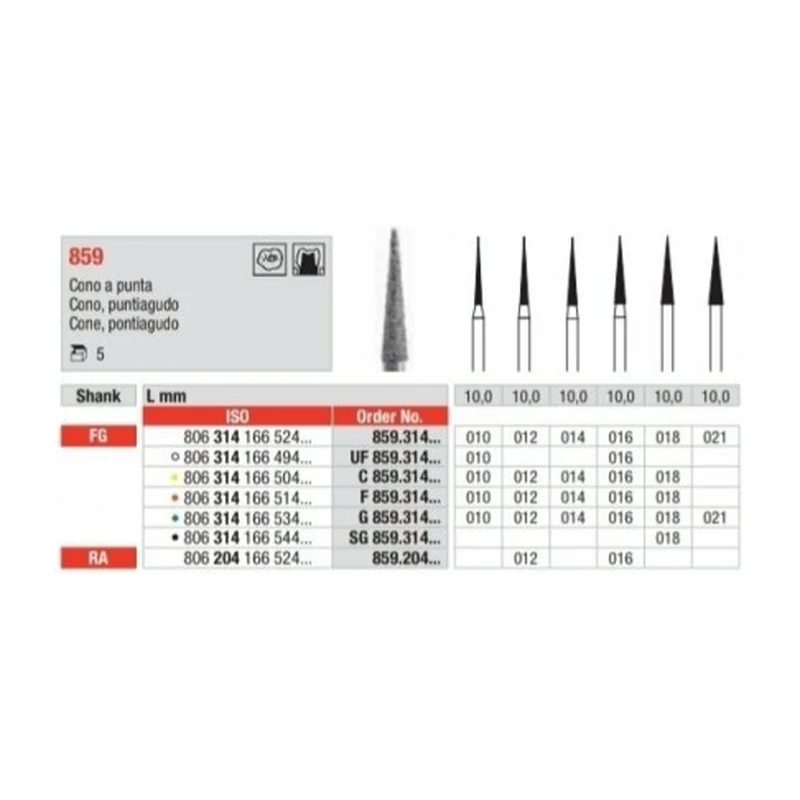 859
Cono a punta
Cono, puntiagudo
Cone, pontiagudo
5
Shank L mm 10,0 10,0 10,0 10,0 10,0 10,0
ISO Order No.
FG 806 314 166 524... 859.314... 010 012 014 016 018 021
806 314 166 494... UF 859.314... 010 016
806 314 166 504... C 859.314... 010 012 014 016 018
806 314 166 514... F 859.314... 010 012 014 016 018
806 314 166 534... G 859.314... 010 012 014 016 018 021
806 314 166 544... SG 859.314... 018
RA 806 204 166 524... 859.204... 012 016